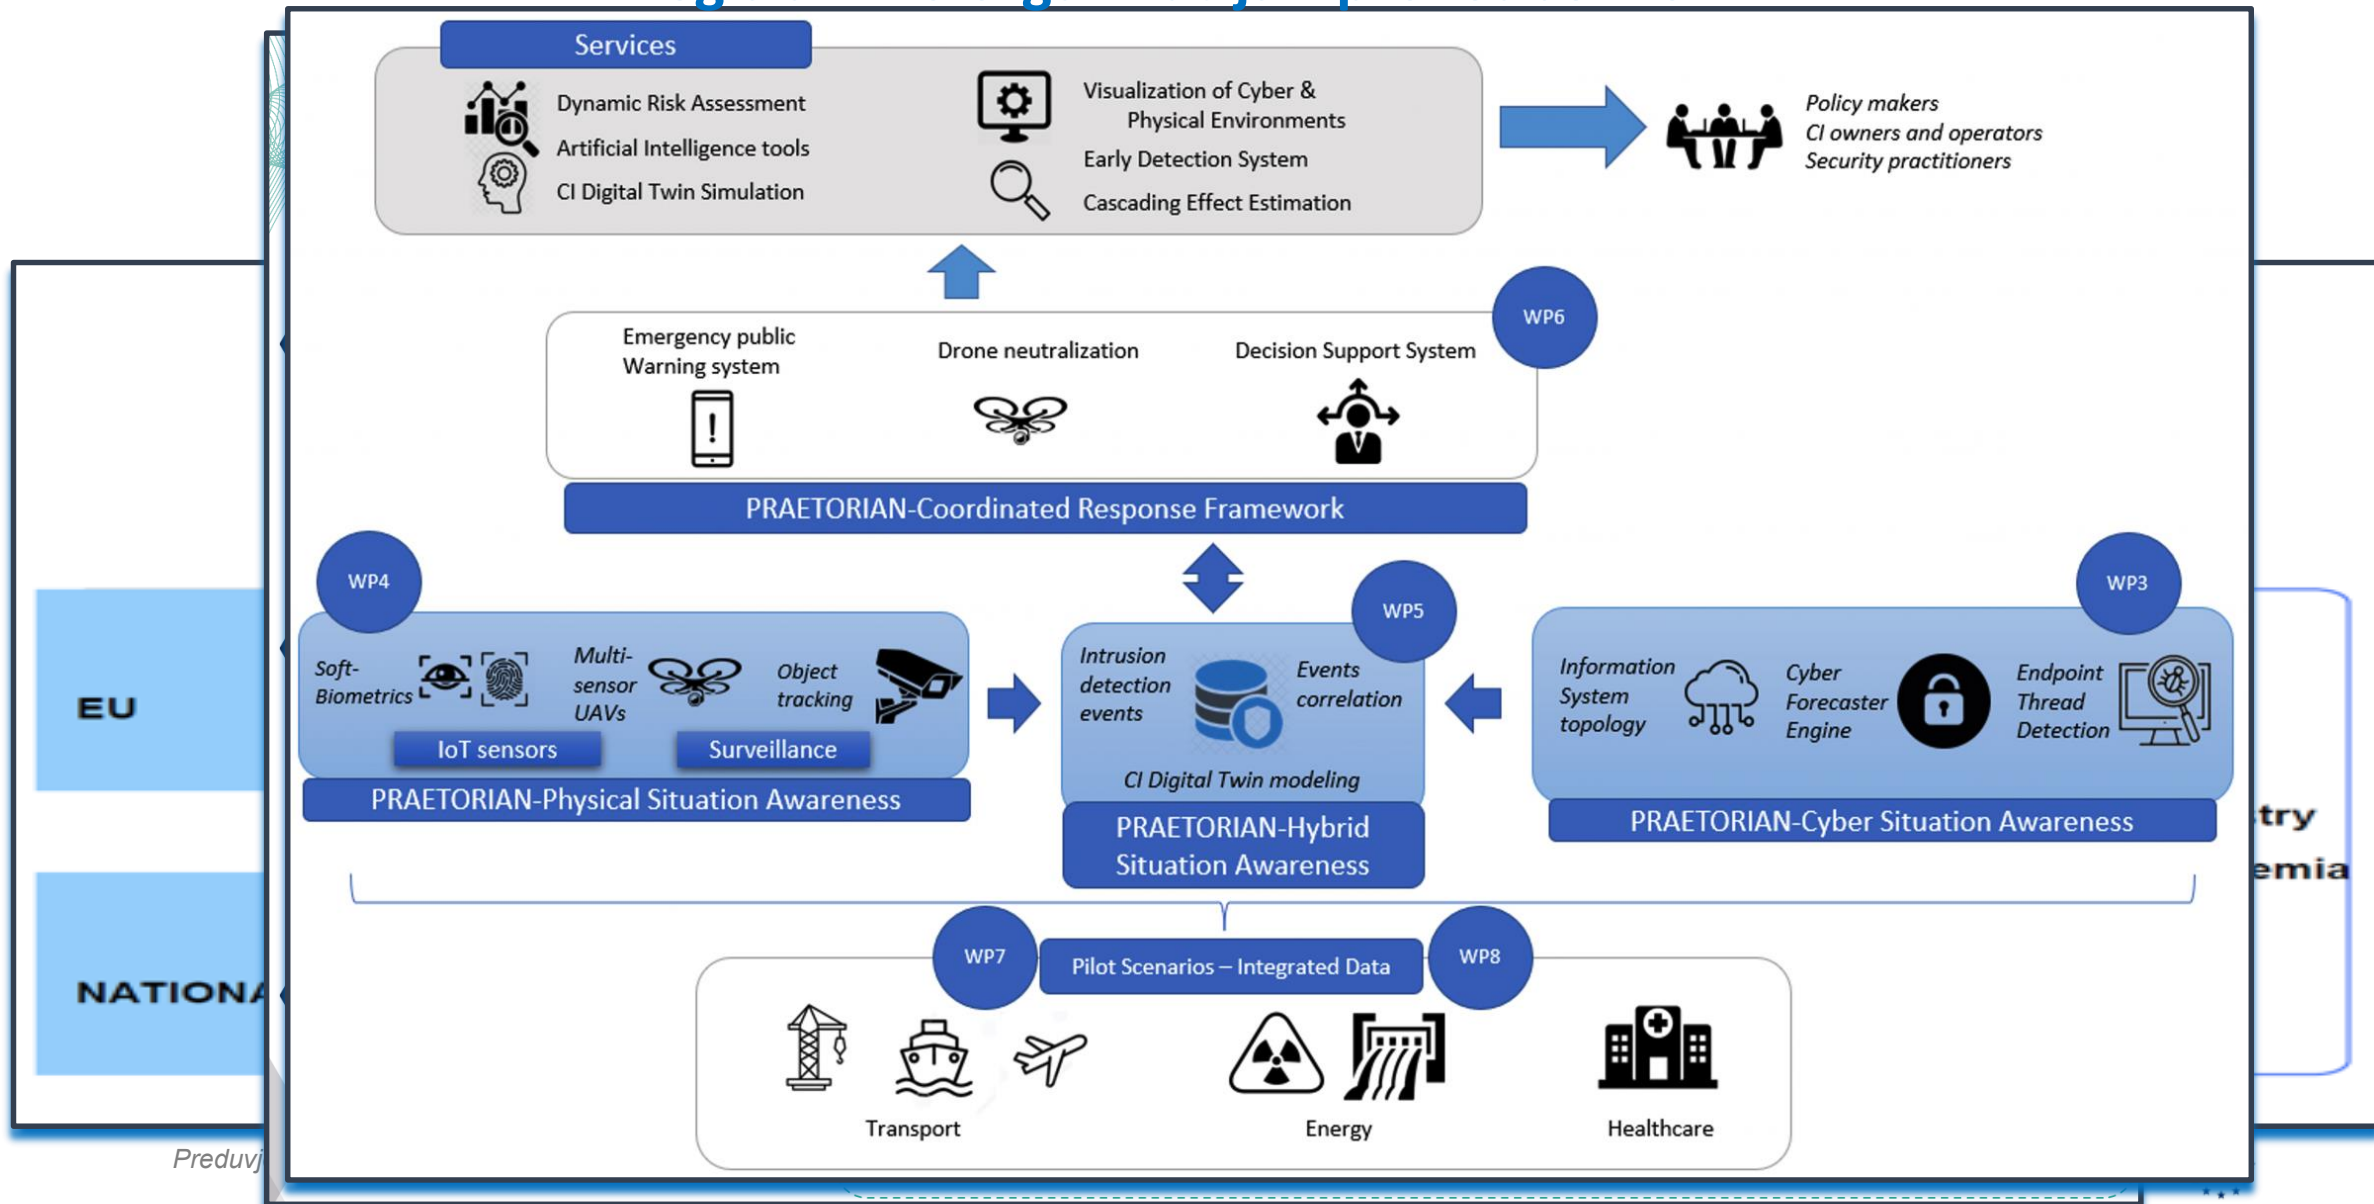 Services
Dynamic Risk Assessment
Artificial Intelligence tools
CI Digital Twin Simulation
Visualization of Cyber &
Physical Environments
Early Detection System
Cascading Effect Estimation
Policy makers
CI owners and operators
Security practitioners
WP6
Emergency public
Warning system
Drone neutralization
Decision Support System
PRAETORIAN-Coordinated Response Framework
WP4
Soft-
Biometrics
Multi-
sensor
UAVs
Object
tracking
IoT sensors
Surveillance
PRAETORIAN-Physical Situation Awareness
WP5
Intrusion
detection
events
Events
correlation
CI Digital Twin modeling
PRAETORIAN-Hybrid
Situation Awareness
WP3
Information
System
topology
Cyber
Forecaster
Engine
Endpoint
Thread
Detection
PRAETORIAN-Cyber Situation Awareness
WP7
Pilot Scenarios – Integrated Data
WP8
Transport
Energy
Healthcare
EU